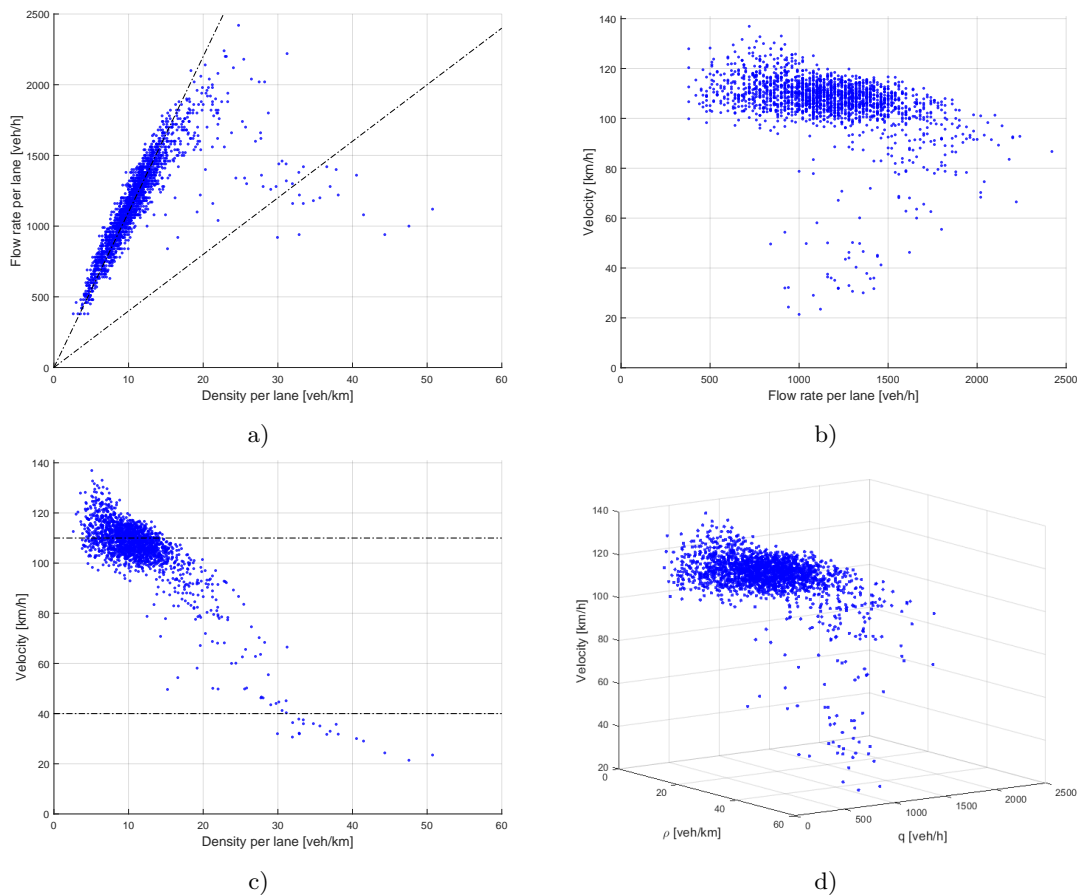 2500
2000
1500
1000
500
0
Flow rate per lane [veh/h]
0 10 20 30 40 50 60
Density per lane [veh/km]
a)
140
120
100
80
60
40
20
0
Velocity [km/h]
0 500 1000 1500 2000 2500
Flow rate per lane [veh/h]
b)
140
120
100
80
60
40
20
0
Velocity [km/h]
0 10 20 30 40 50 60
Density per lane [veh/km]
c)
140
120
100
80
60
40
20
Velocity [km/h]
0
20
40
60
ρ [veh/km]
0
500
1000
1500
2000
2500
q [veh/h]
d)